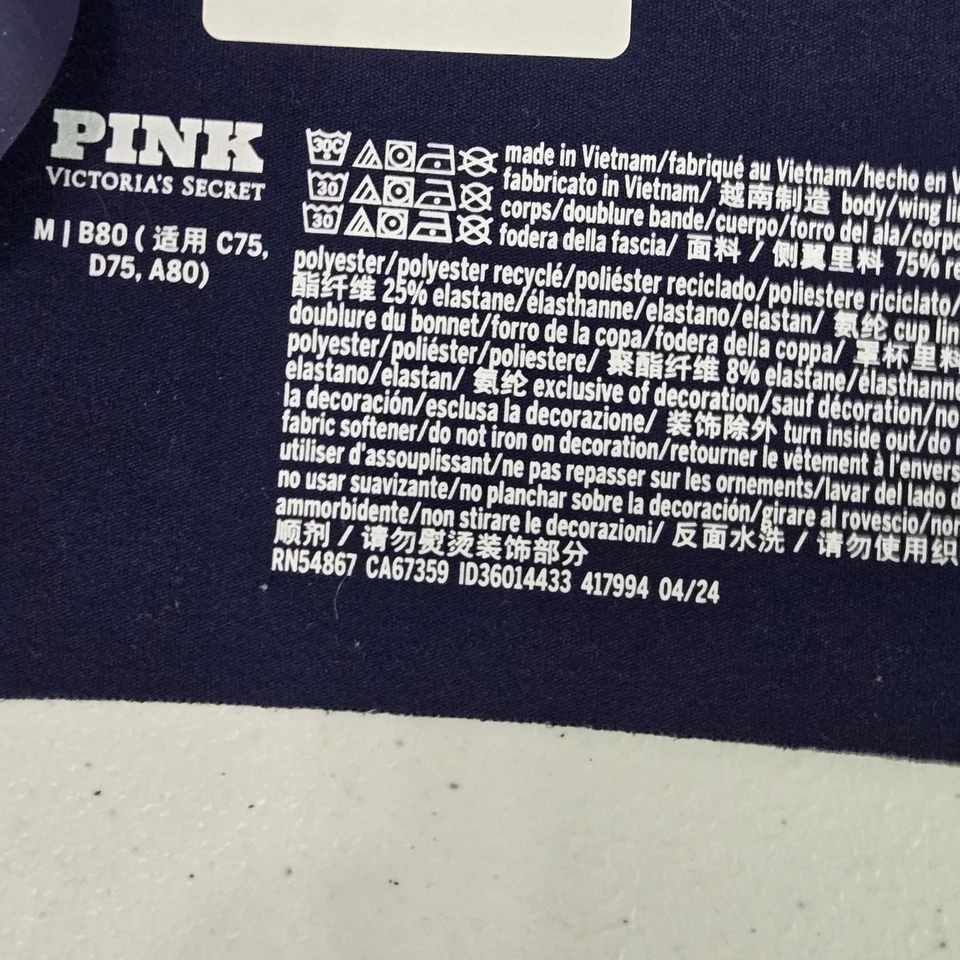 PINK
VICTORIA'S SECRET
M | B80 ( 适用 C75,
D75, A80)
30C
30
30
made in Vietnam/fabriqué au Vietnam/hecho en
fabbricato in Vietnam/ 越南制造 body/wing
corps/doublure bande/cuerpo/forro del ala/corpo
fodera della fascia/ 面料 / 侧翼里料 75%
polyester/polyester recyclé/poliéster reciclado/poliestere riciclato/
酯纤维 25% elastane/élasthanne/elastano/elastan/ 氨纶 cup
doublure du bonnet/forro de la copa/fodera della coppa/ 罩杯里料
polyester/poliéster/poliestere/ 聚酯纤维 8% elastane/élasthanne
elastano/elastan/ 氨纶 exclusive of decoration/sauf décoration/no
la decoración/esclusa la decorazione/ 装饰除外 turn inside out/do
fabric softener/do not iron on decoration/retourner le vêtement à l'envers
utiliser d'assouplissant/ne pas repasser sur les ornements/lavar del lado d
no usar suavizante/no planchar sobre la decoración/girare al rovescio/non
ammorbidente/non stirare le decorazioni/ 反面水洗 / 请勿使用织
顺剂 / 请勿熨烫装饰部分
RN54867 CA67359 ID36014433 417994 04/24